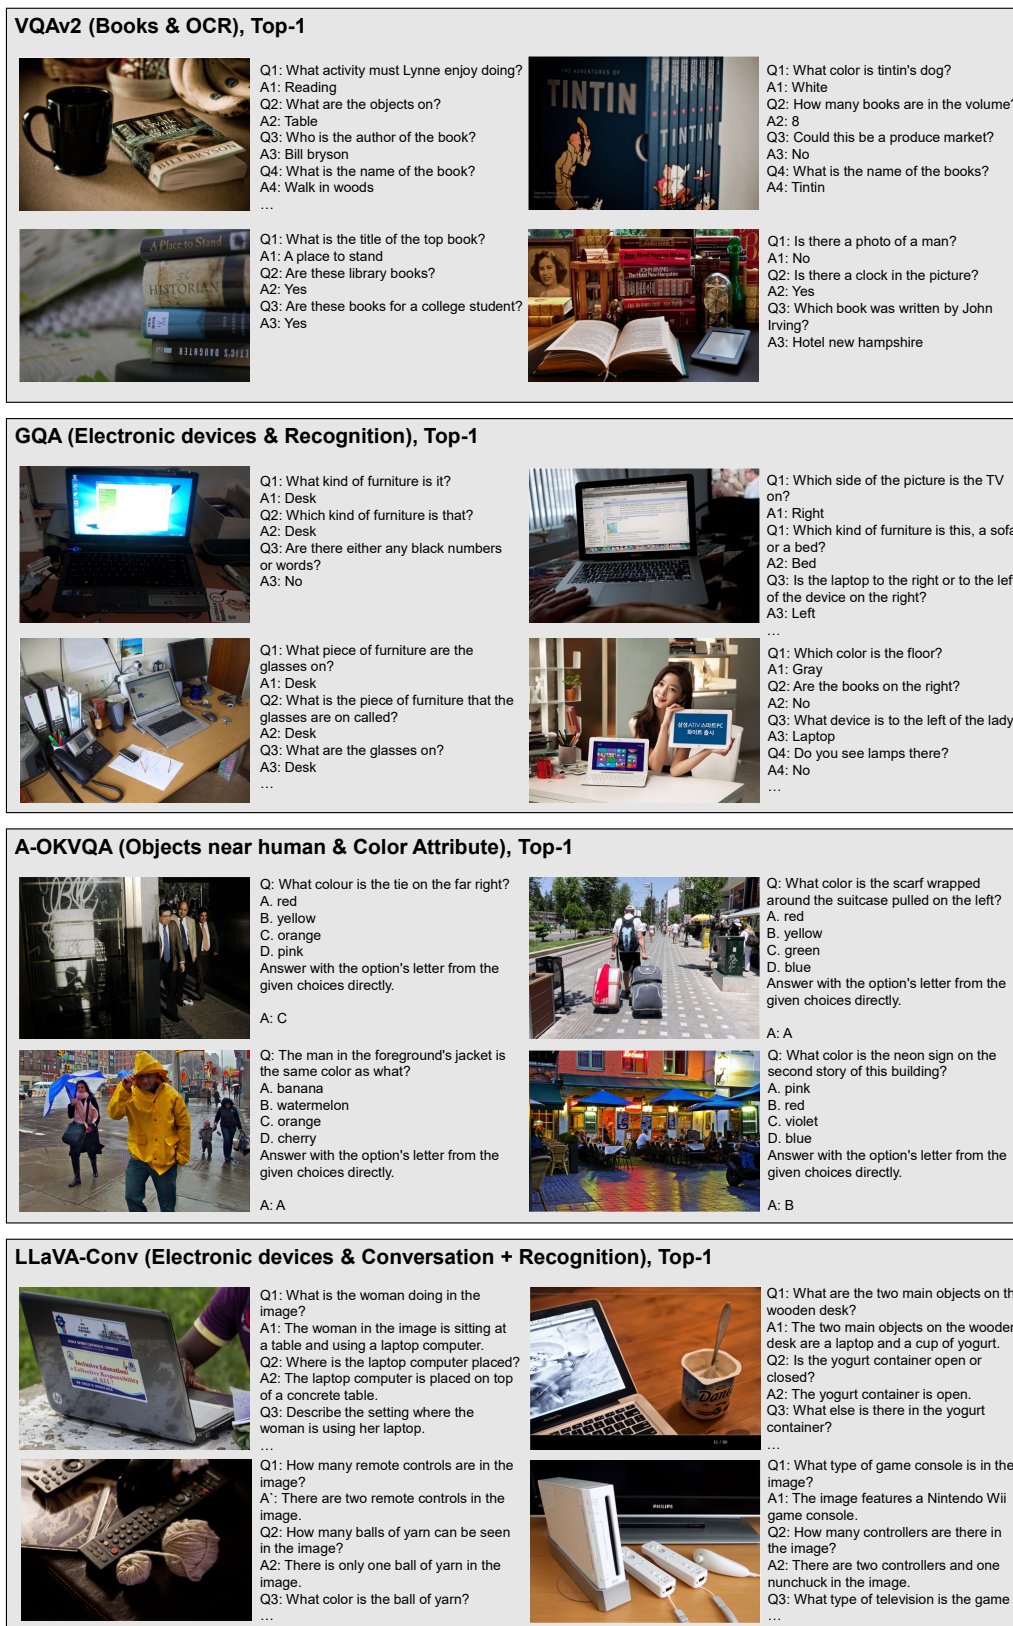 VQAv2 (Books & OCR), Top-1
Q1: What activity must Lynne enjoy doing?
A1: Reading
Q2: What are the objects on?
A2: Table
Q3: Who is the author of the book?
A3: Bill bryson
Q4: What is the name of the book?
A4: Walk in woods
…
BILL BRYSON
THE ADVENTURES OF
TINTIN
TINTIN
Q1: What color is tintin's dog?
A1: White
Q2: How many books are in the volume?
A2: 8
Q3: Could this be a produce market?
A3: No
Q4: What is the name of the books?
A4: Tintin
A Place to Stand
HISTORIAN
ETIC'S DAUGHTER
Q1: What is the title of the top book?
A1: A place to stand
Q2: Are these library books?
A2: Yes
Q3: Are these books for a college student?
A3: Yes
Q1: Is there a photo of a man?
A1: No
Q2: Is there a clock in the picture?
A2: Yes
Q3: Which book was written by John
Irving?
A3: Hotel new hampshire
GQA (Electronic devices & Recognition), Top-1
Q1: What kind of furniture is it?
A1: Desk
Q2: Which kind of furniture is that?
A2: Desk
Q3: Are there either any black numbers
or words?
A3: No
Q1: Which side of the picture is the TV
on?
A1: Right
Q1: Which kind of furniture is this, a sofa
or a bed?
A2: Bed
Q3: Is the laptop to the right or to the left
of the device on the right?
A3: Left
…
Q1: What piece of furniture are the
glasses on?
A1: Desk
Q2: What is the piece of furniture that the
glasses are on called?
A2: Desk
Q3: What are the glasses on?
A3: Desk
…
삼성 ATIV 스마트PC
화이트 출시
Q1: Which color is the floor?
A1: Gray
Q2: Are the books on the right?
A2: No
Q3: What device is to the left of the lady
A3: Laptop
Q4: Do you see lamps there?
A4: No
…
A-OKVQA (Objects near human & Color Attribute), Top-1
Q: What colour is the tie on the far right?
A. red
B. yellow
C. orange
D. pink
Answer with the option's letter from the
given choices directly.
A: C
Q: What color is the scarf wrapped
around the suitcase pulled on the left?
A. red
B. yellow
C. green
D. blue
Answer with the option's letter from the
given choices directly.
A: A
Q: The man in the foreground's jacket is
the same color as what?
A. banana
B. watermelon
C. orange
D. cherry
Answer with the option's letter from the
given choices directly.
A: A
Q: What color is the neon sign on the
second story of this building?
A. pink
B. red
C. violet
D. blue
Answer with the option's letter from the
given choices directly.
A: B
LLaVA-Conv (Electronic devices & Conversation + Recognition), Top-1
Inclusive Education:
a Collective Responsibility
of ALL!
Q1: What is the woman doing in the
image?
A1: The woman in the image is sitting at
a table and using a laptop computer.
Q2: Where is the laptop computer placed?
A2: The laptop computer is placed on top
of a concrete table.
Q3: Describe the setting where the
woman is using her laptop.
…
Q1: What are the two main objects on th
wooden desk?
A1: The two main objects on the wooden
desk are a laptop and a cup of yogurt.
Q2: Is the yogurt container open or
closed?
A2: The yogurt container is open.
Q3: What else is there in the yogurt
container?
…
Q1: How many remote controls are in the
image?
A`: There are two remote controls in the
image.
Q2: How many balls of yarn can be seen
in the image?
A2: There is only one ball of yarn in the
image.
Q3: What color is the ball of yarn?
…
PHILIPS
Q1: What type of game console is in the
image?
A1: The image features a Nintendo Wii
game console.
Q2: How many controllers are there in
the image?
A2: There are two controllers and one
nunchuck in the image.
Q3: What type of television is the game
…